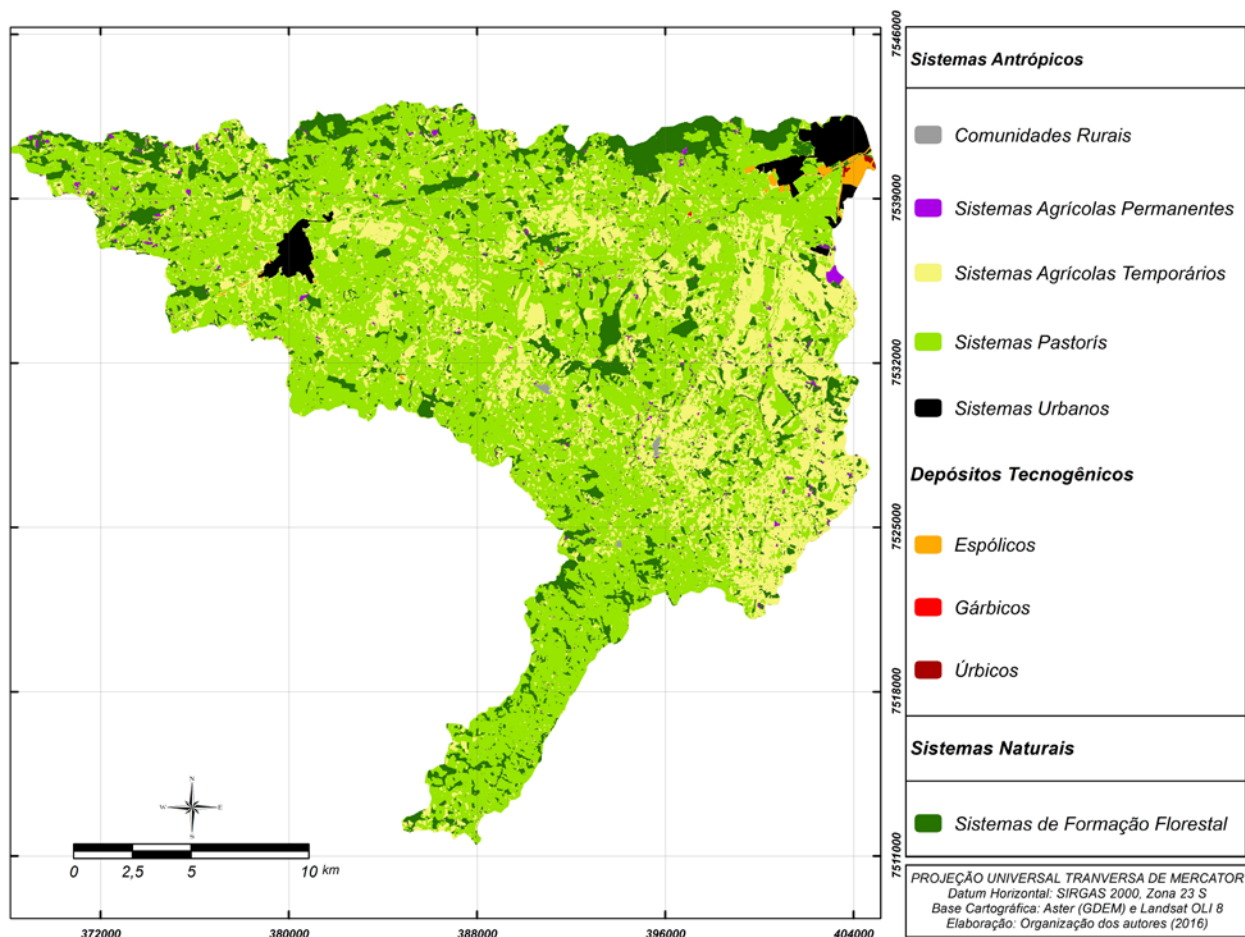 Sistemas Antrópicos
Comunidades Rurais
Sistemas Agrícolas Permanentes
Sistemas Agrícolas Temporários
Sistemas Pastorís
Sistemas Urbanos
Depósitos Tecnogênicos
Espólicos
Gárbicos
Úrbicos
Sistemas Naturais
Sistemas de Formação Florestal
PROJEÇÃO UNIVERSAL TRANVERSA DE MERCATOR
Datum Horizontal: SIRGAS 2000, Zona 23 S
Base Cartográfica: Aster (GDEM) e Landsat OLI 8
Elaboração: Organização dos autores (2016)
7546000
7539000
7532000
7525000
7518000
7511000
N
W E
S
0 2,5 5 10 km
372000 380000 388000 396000 404000